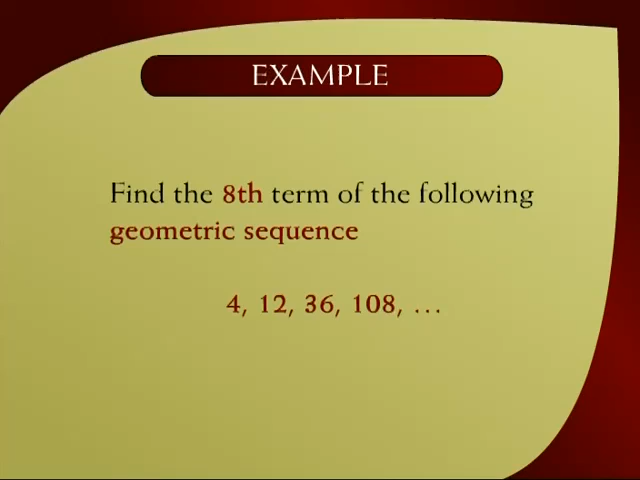 EXAMPLE
Find the 8th term of the following
geometric sequence
4, 12, 36, 108, ...